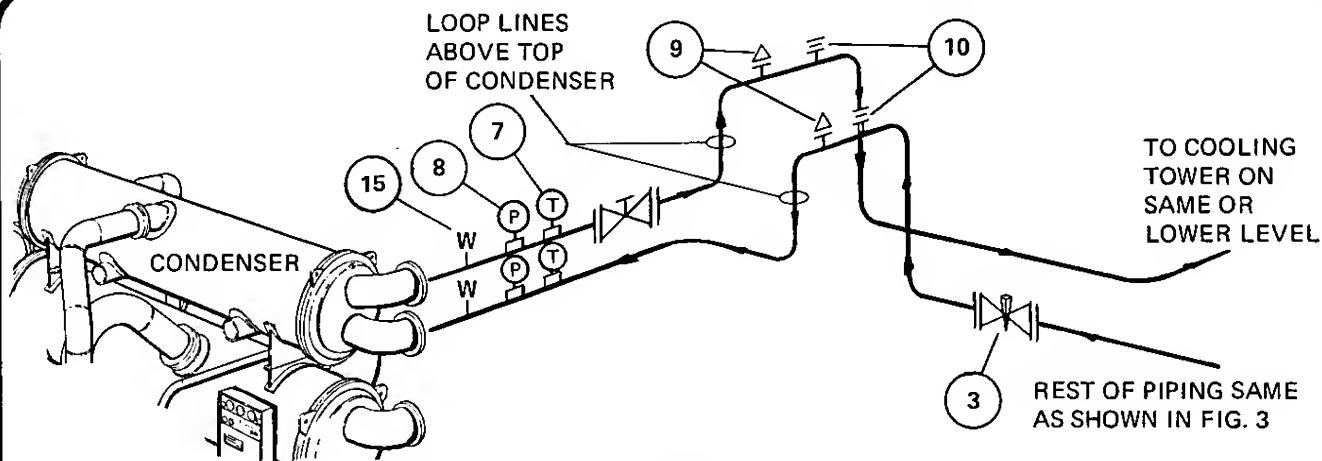 LOOP LINES
ABOVE TOP
OF CONDENSER
9
10
7
8
15
TO COOLING
TOWER ON
SAME OR
LOWER LEVEL
P
T
W
P
T
W
CONDENSER
3
REST OF PIPING SAME
AS SHOWN IN FIG. 3